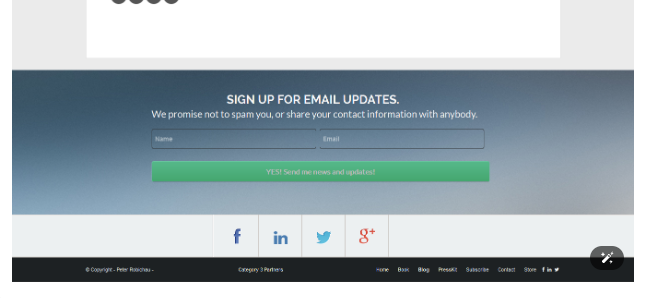 SIGN UP FOR EMAIL UPDATES.
We promise not to spam you, or share your contact information with anybody.
Name Email
YES! Send me news and updates!
f in g+
© Copyright - Peter Robichau - Category 3 Partners Home Book Blog PressKit Subscribe Contact Store f in